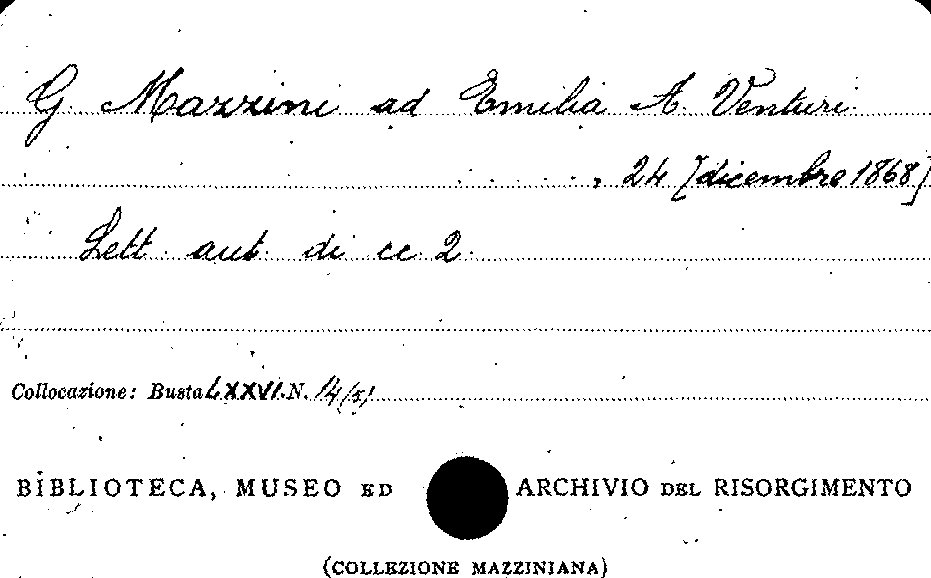 G. Mazzini ad Emilia A. Venturi
. . . . . , 24 [dicembre 1868]
Lett. aut. di cc. 2.
Collocazione: Busta LXXVI. N. 14/(5)
BIBLIOTECA, MUSEO ED ARCHIVIO DEL RISORGIMENTO
(COLLEZIONE MAZZINIANA)